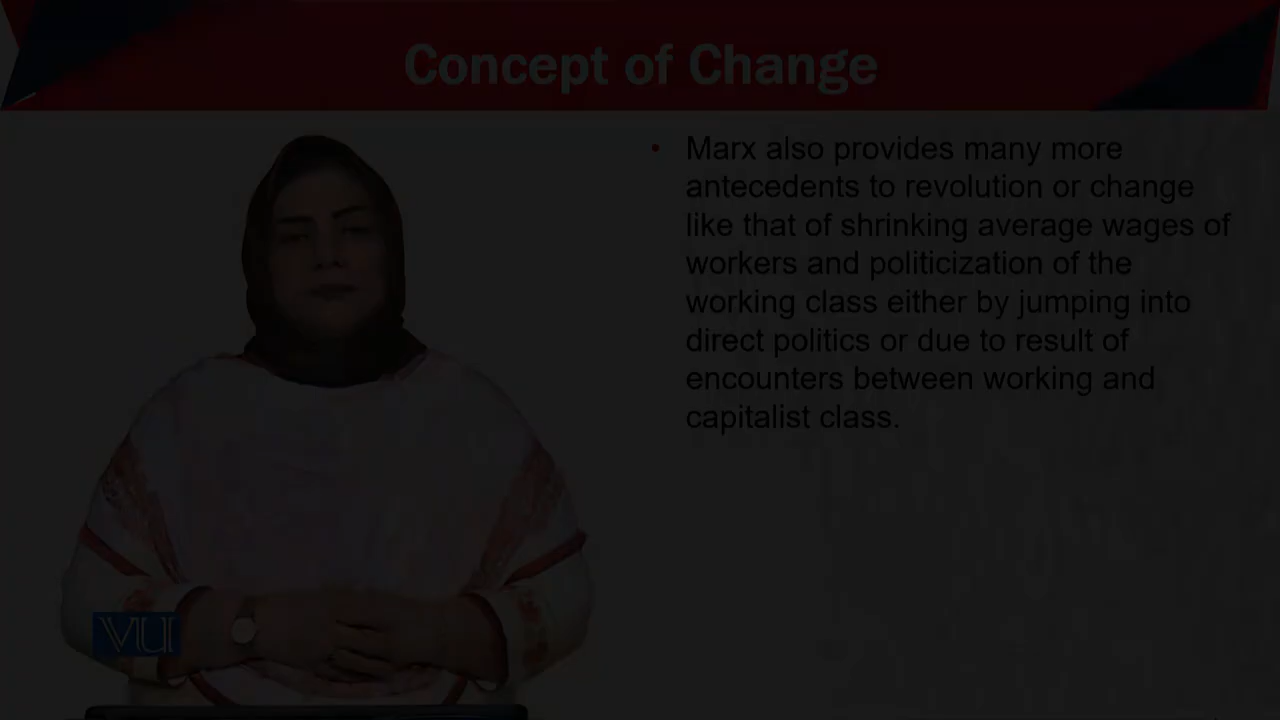 Concept of Change
• Marx also provides many more
antecedents to revolution or change
like that of shrinking average wages of
workers and politicization of the
working class either by jumping into
direct politics or due to result of
encounters between working and
capitalist class.
VU